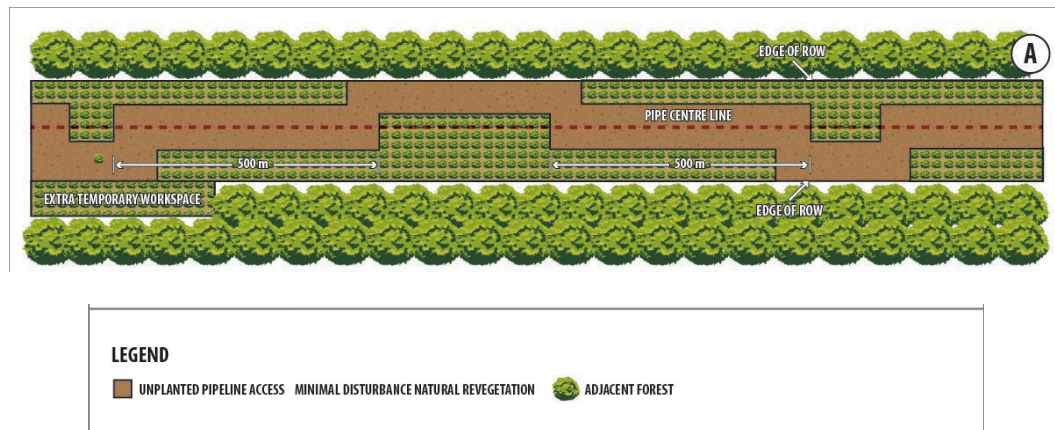 EDGE OF ROW
A
PIPE CENTRE LINE
500 m
500 m
EXTRA TEMPORARY WORKSPACE
EDGE OF ROW
LEGEND
UNPLANTED PIPELINE ACCESS MINIMAL DISTURBANCE NATURAL REVEGETATION ADJACENT FOREST